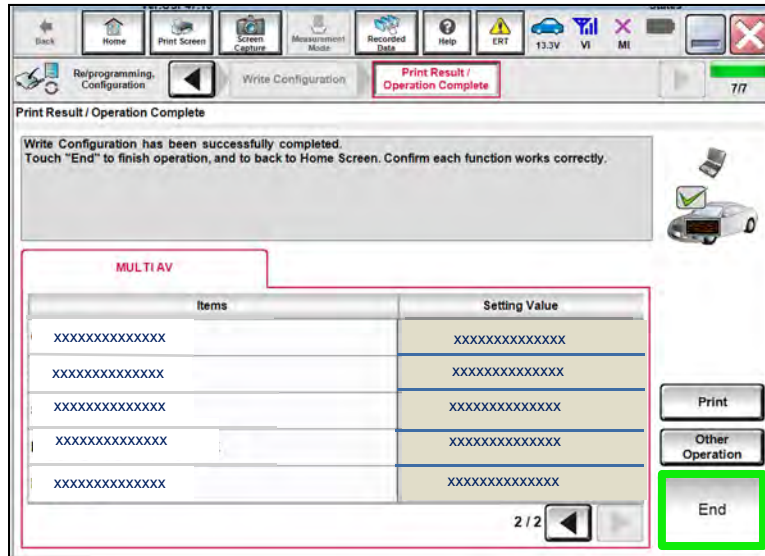 Back
Home
Print Screen
Screen
Capture
Measurement
Mode
Recorded
Data
Help
ERT
13.3V
VI
MI
Re/programming,
Configuration
Write Configuration
Print Result /
Operation Complete
7/7
Print Result / Operation Complete
Write Configuration has been successfully completed.
Touch "End" to finish operation, and to back to Home Screen. Confirm each function works correctly.
MULTI AV
Items Setting Value
XXXXXXXXXXXXXX XXXXXXXXXXXXXX
XXXXXXXXXXXXXX XXXXXXXXXXXXXX
XXXXXXXXXXXXXX XXXXXXXXXXXXXX
XXXXXXXXXXXXXX XXXXXXXXXXXXXX
XXXXXXXXXXXXXX XXXXXXXXXXXXXX
Print
Other
Operation
End
2 / 2